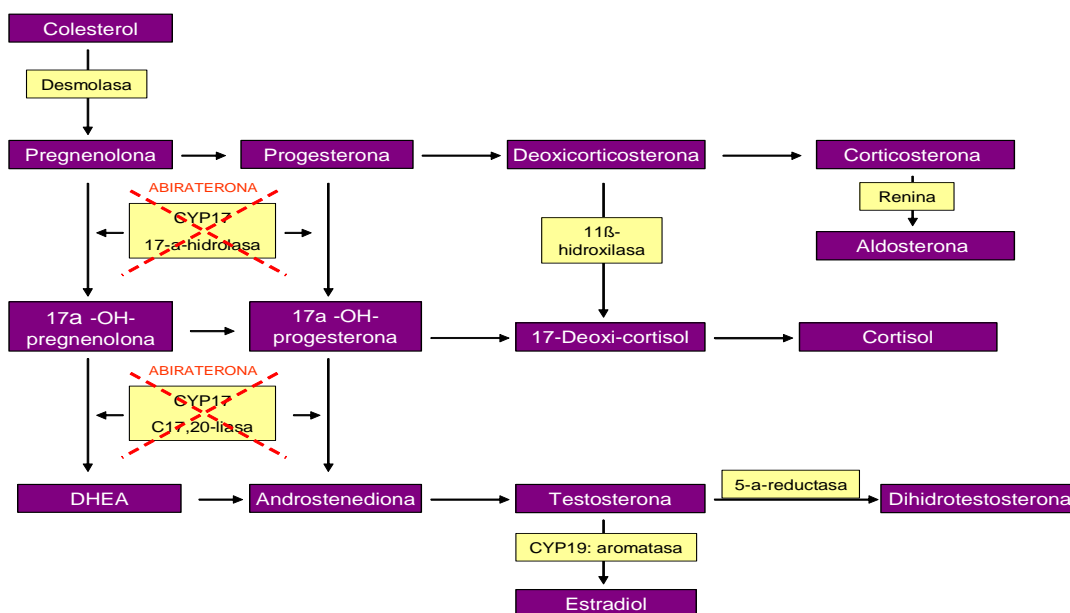 Colesterol
Desmolasa
Pregnenolona
Progesterona
Deoxicorticosterona
Corticosterona
ABIRATERONA
CYP17
17-a-hidrolasa
11ß-
hidroxilasa
Renina
Aldosterona
17a -OH-
pregnenolona
17a -OH-
progesterona
17-Deoxi-cortisol
Cortisol
ABIRATERONA
CYP17
C17,20-liasa
DHEA
Androstenediona
Testosterona
5-a-reductasa
Dihidrotestosterona
CYP19: aromatasa
Estradiol